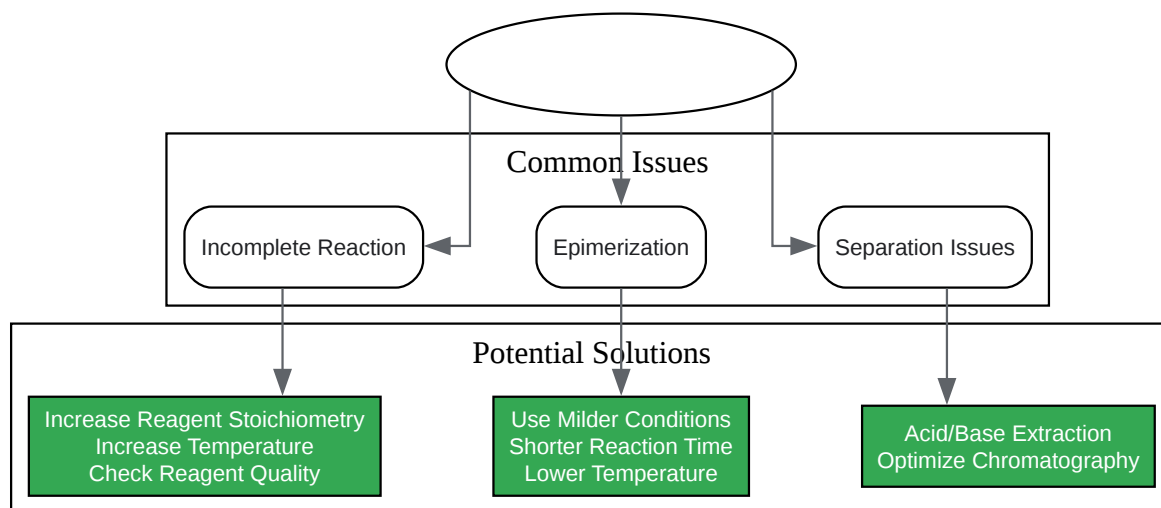 Common Issues
Incomplete Reaction
Epimerization
Separation Issues
Potential Solutions
Increase Reagent Stoichiometry
Increase Temperature
Check Reagent Quality
Use Milder Conditions
Shorter Reaction Time
Lower Temperature
Acid/Base Extraction
Optimize Chromatography